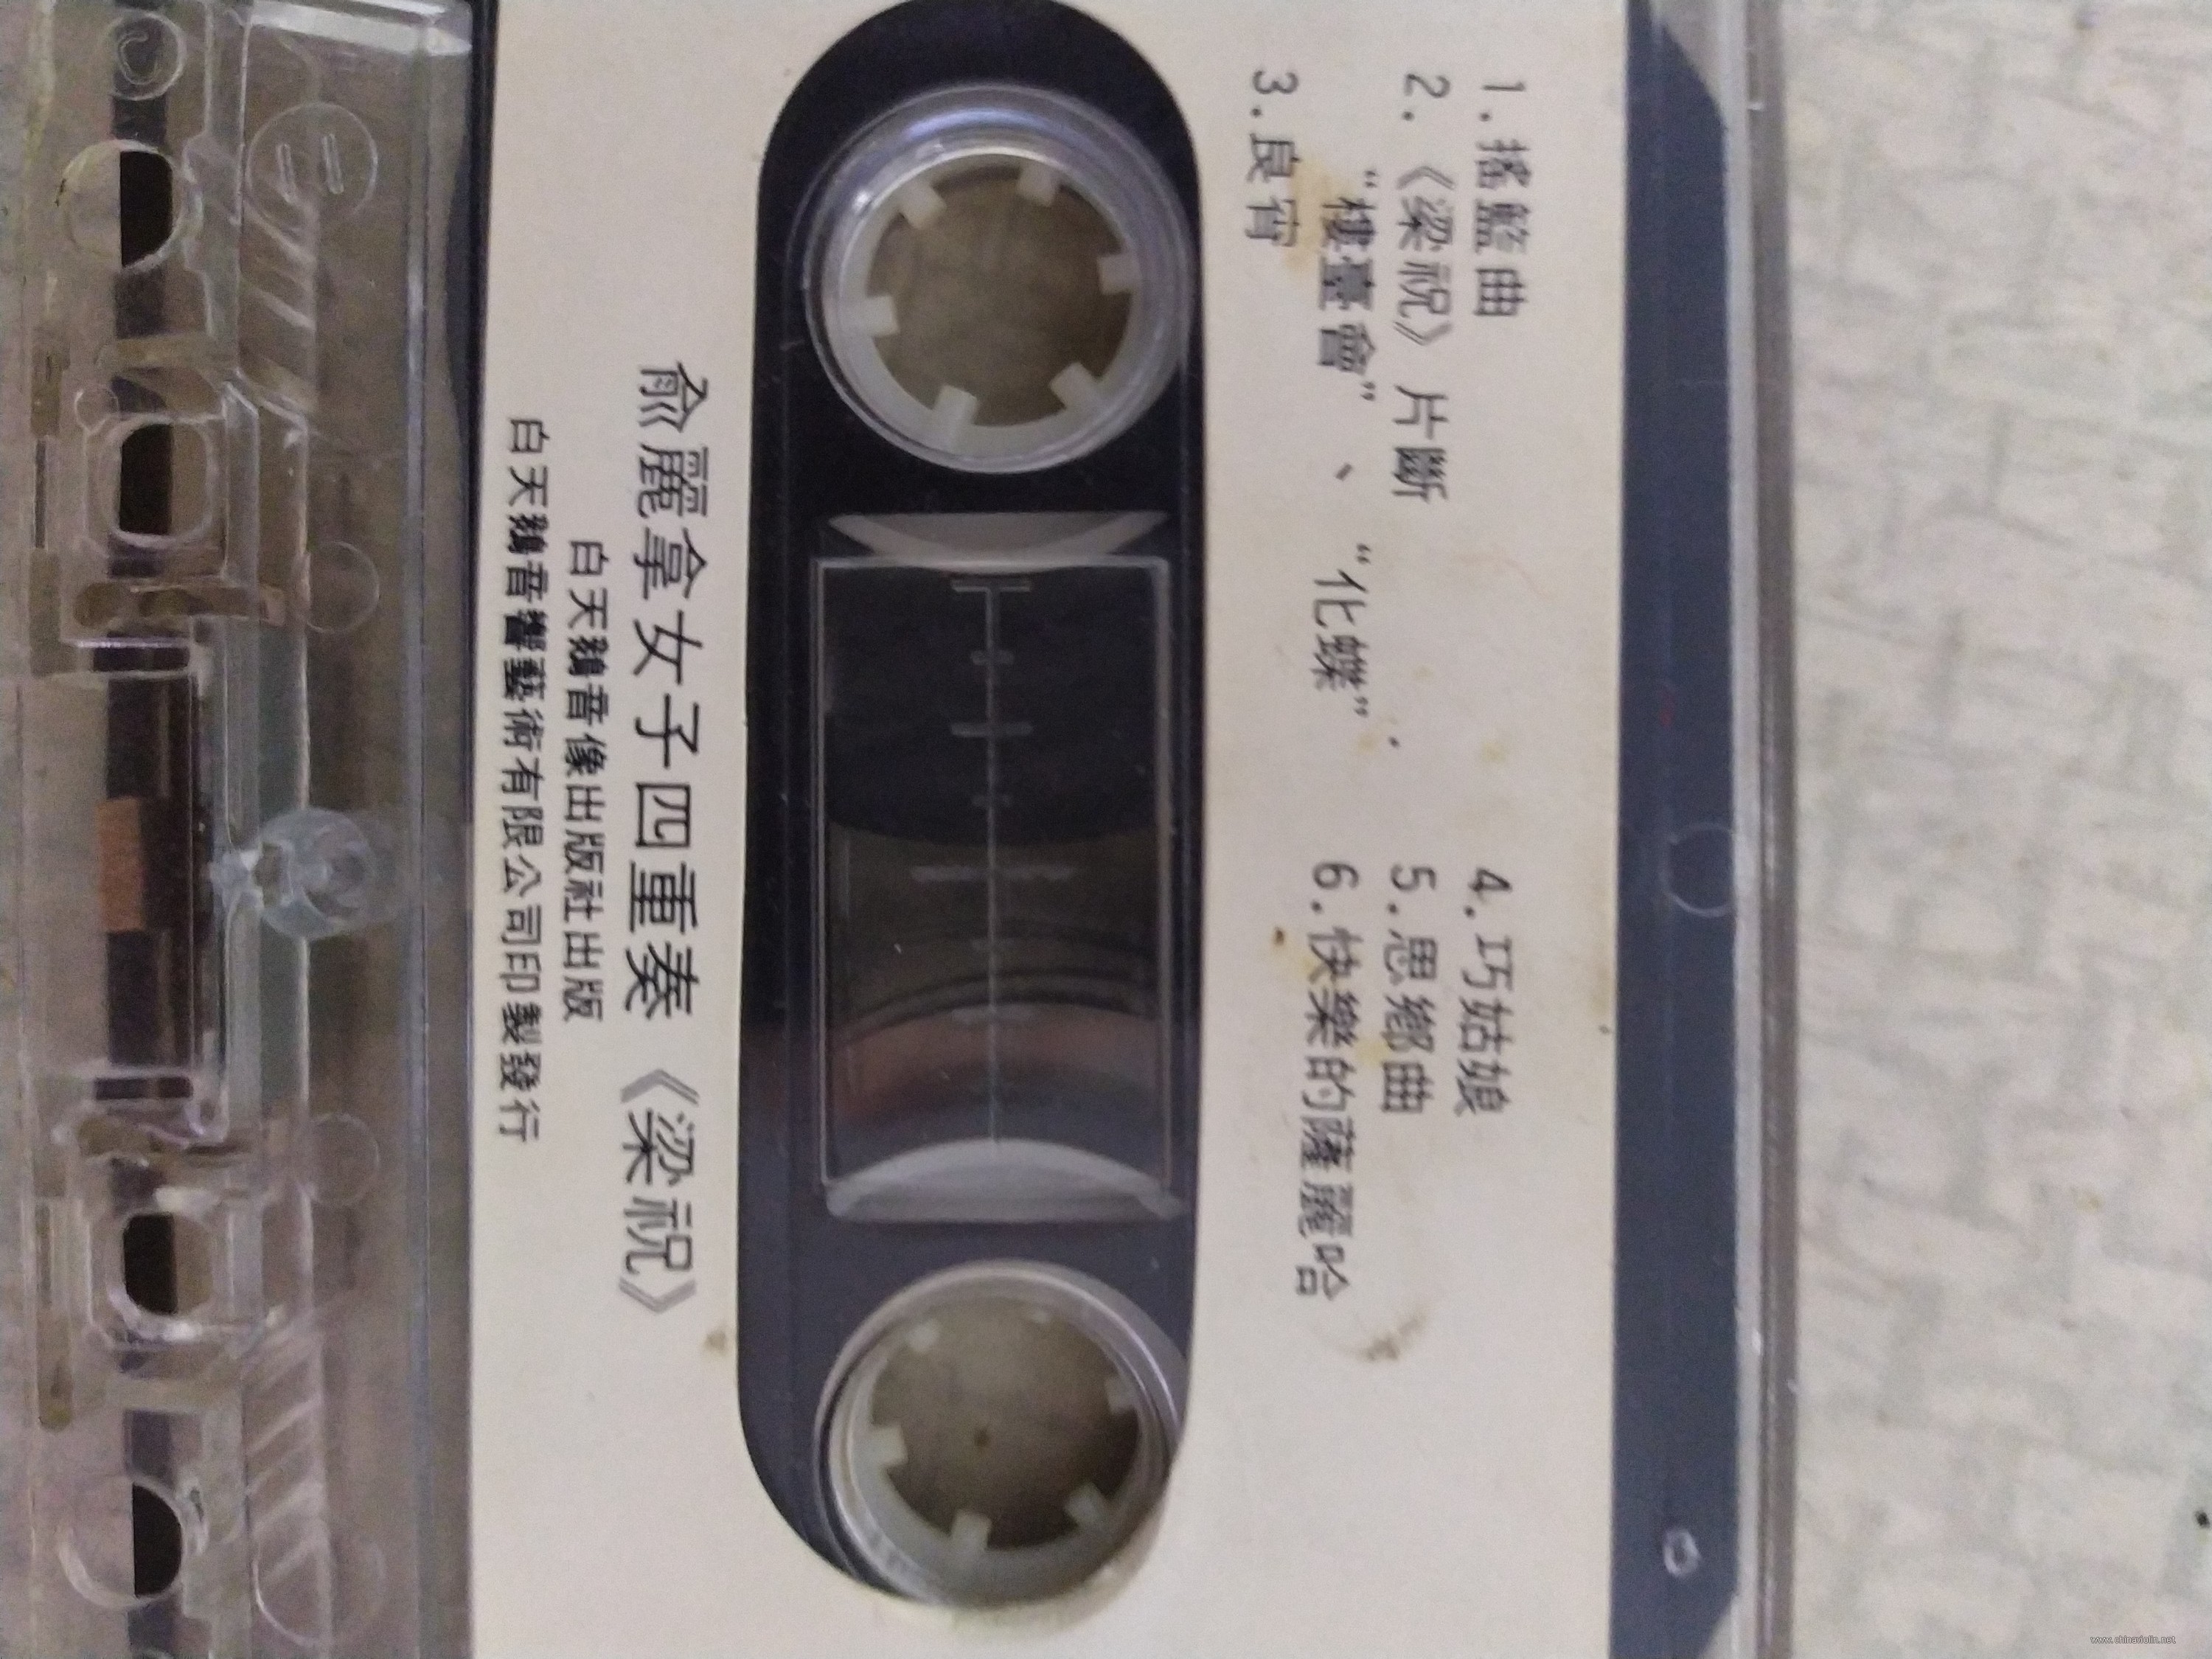 1.搖籃曲
2.《梁祝》片斷
“樓臺會”、“化蝶”
3.良宵
4.巧姑娘
5.思鄉曲
6.快樂的薩麗哈
俞麗拿女子四重奏《梁祝》
白天鵝音像出版社出版
白天鵝音響藝術有限公司印製發行
www.chinaviolin.net